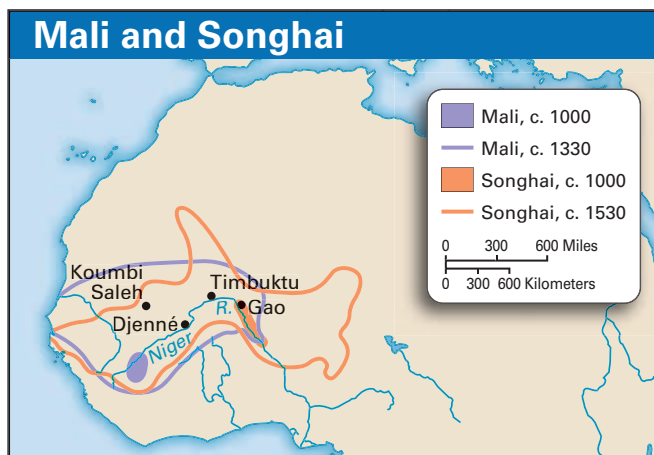 Mali and Songhai
Mali, c. 1000
Mali, c. 1330
Songhai, c. 1000
Songhai, c. 1530
0 300 600 Miles
0 300 600 Kilometers
Koumbi
Saleh
Timbuktu
R.
Gao
Djenné
Niger